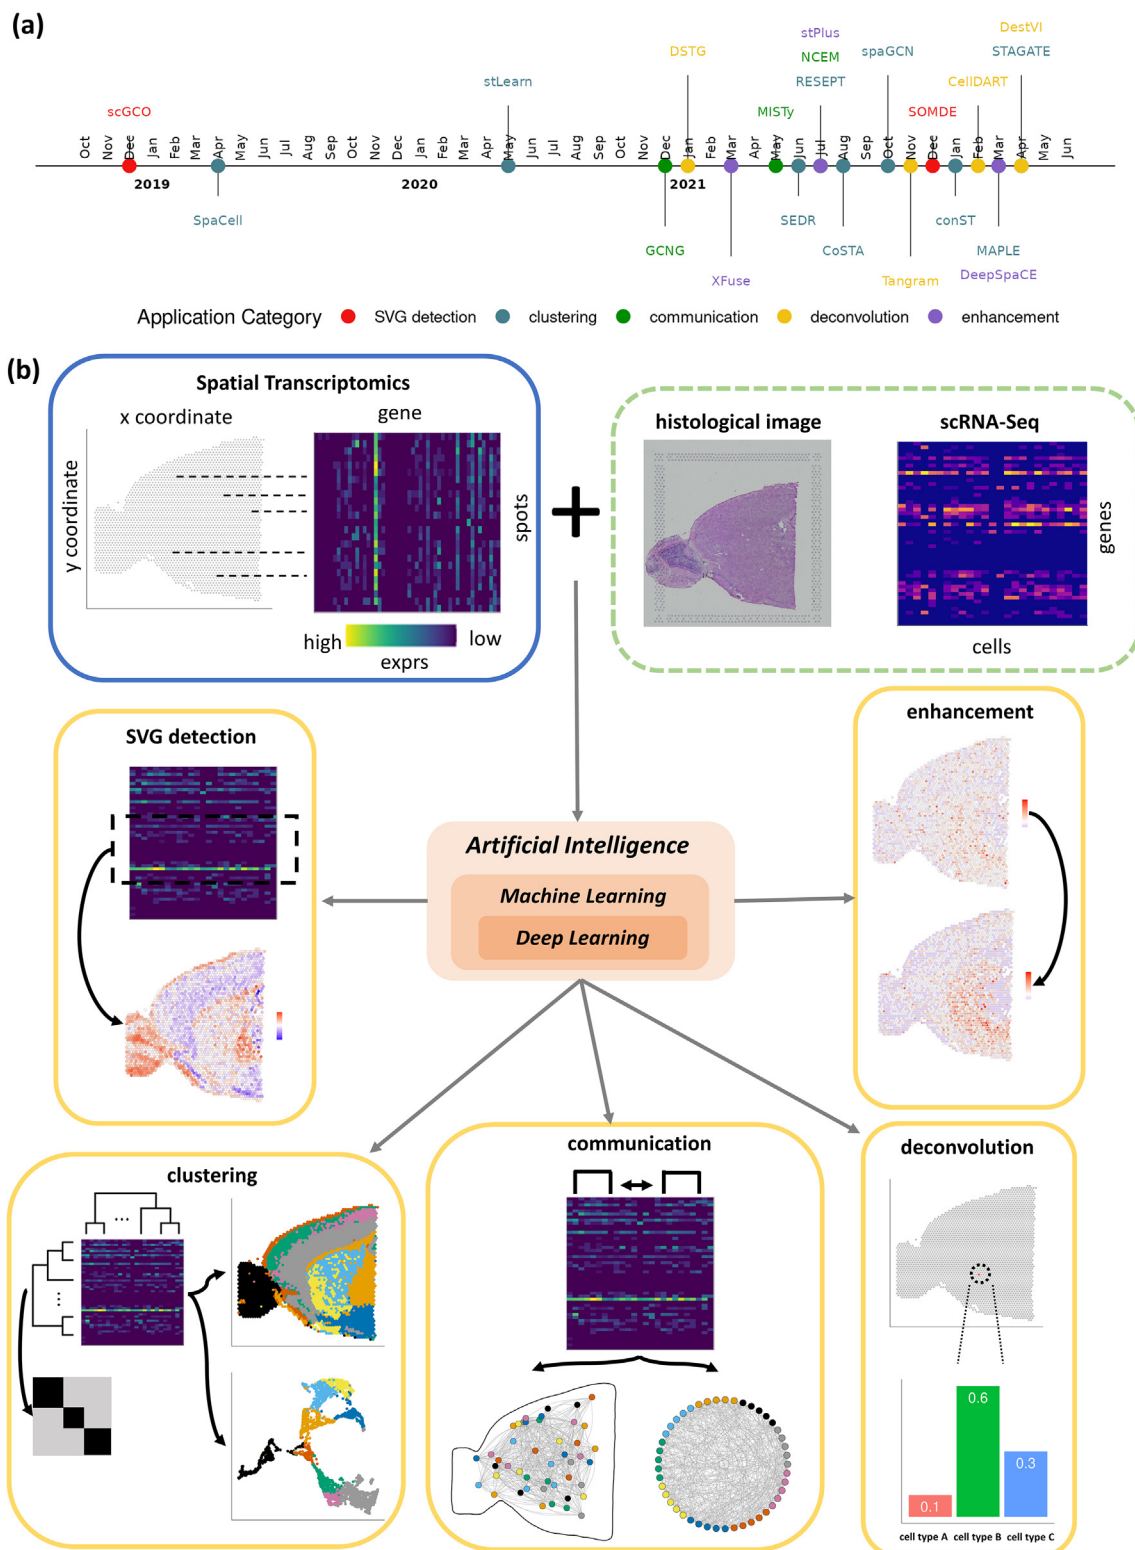 (a)
DestVI
stPlus
DSTG
NCEM
spaGCN
STAGATE
stLearn
RESEPT
CellDART
scGCO
MISTy
SOMDE
Oct Nov Dec Jan Feb Mar Apr May Jun Jul Aug Sep Oct Nov Dec Jan Feb Mar Apr May Jun Jul Aug Sep Oct Nov Dec Jan Feb Mar Apr May Jun Jul Aug Sep Oct Nov Dec Jan Feb Mar Apr May Jun
2019 2020 2021
SpaCell
SEDR
conST
GCNG
CoSTA
MAPLE
XFuse
Tangram
DeepSpaCE
Application Category SVG detection clustering communication deconvolution enhancement
(b)
Spatial Transcriptomics
x coordinate
gene
y coordinate
spots
high
low
exprs
histological image
scRNA-Seq
genes
cells
SVG detection
enhancement
Artificial Intelligence
Machine Learning
Deep Learning
clustering
...
...
communication
deconvolution
0.6
0.3
0.1
cell type A cell type B cell type C